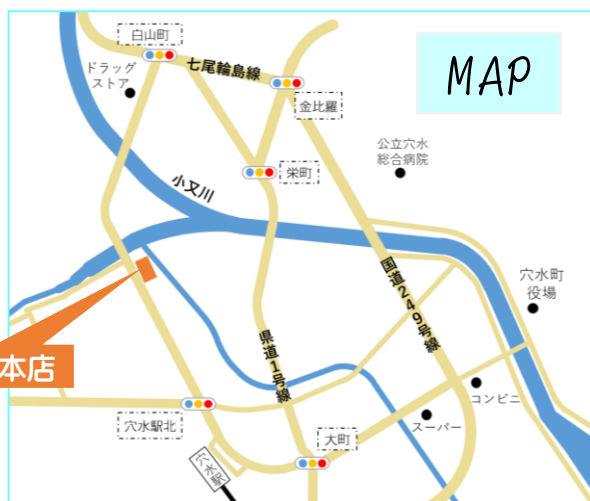 白山町
七尾輪島線
MAP
ドラッグ
ストア
金比羅
公立穴水
総合病院
栄町
小又川
国道249号線
穴水町
役場
県道1号線
本店
コンビニ
穴水駅北
スーパー
大町
穴水駅